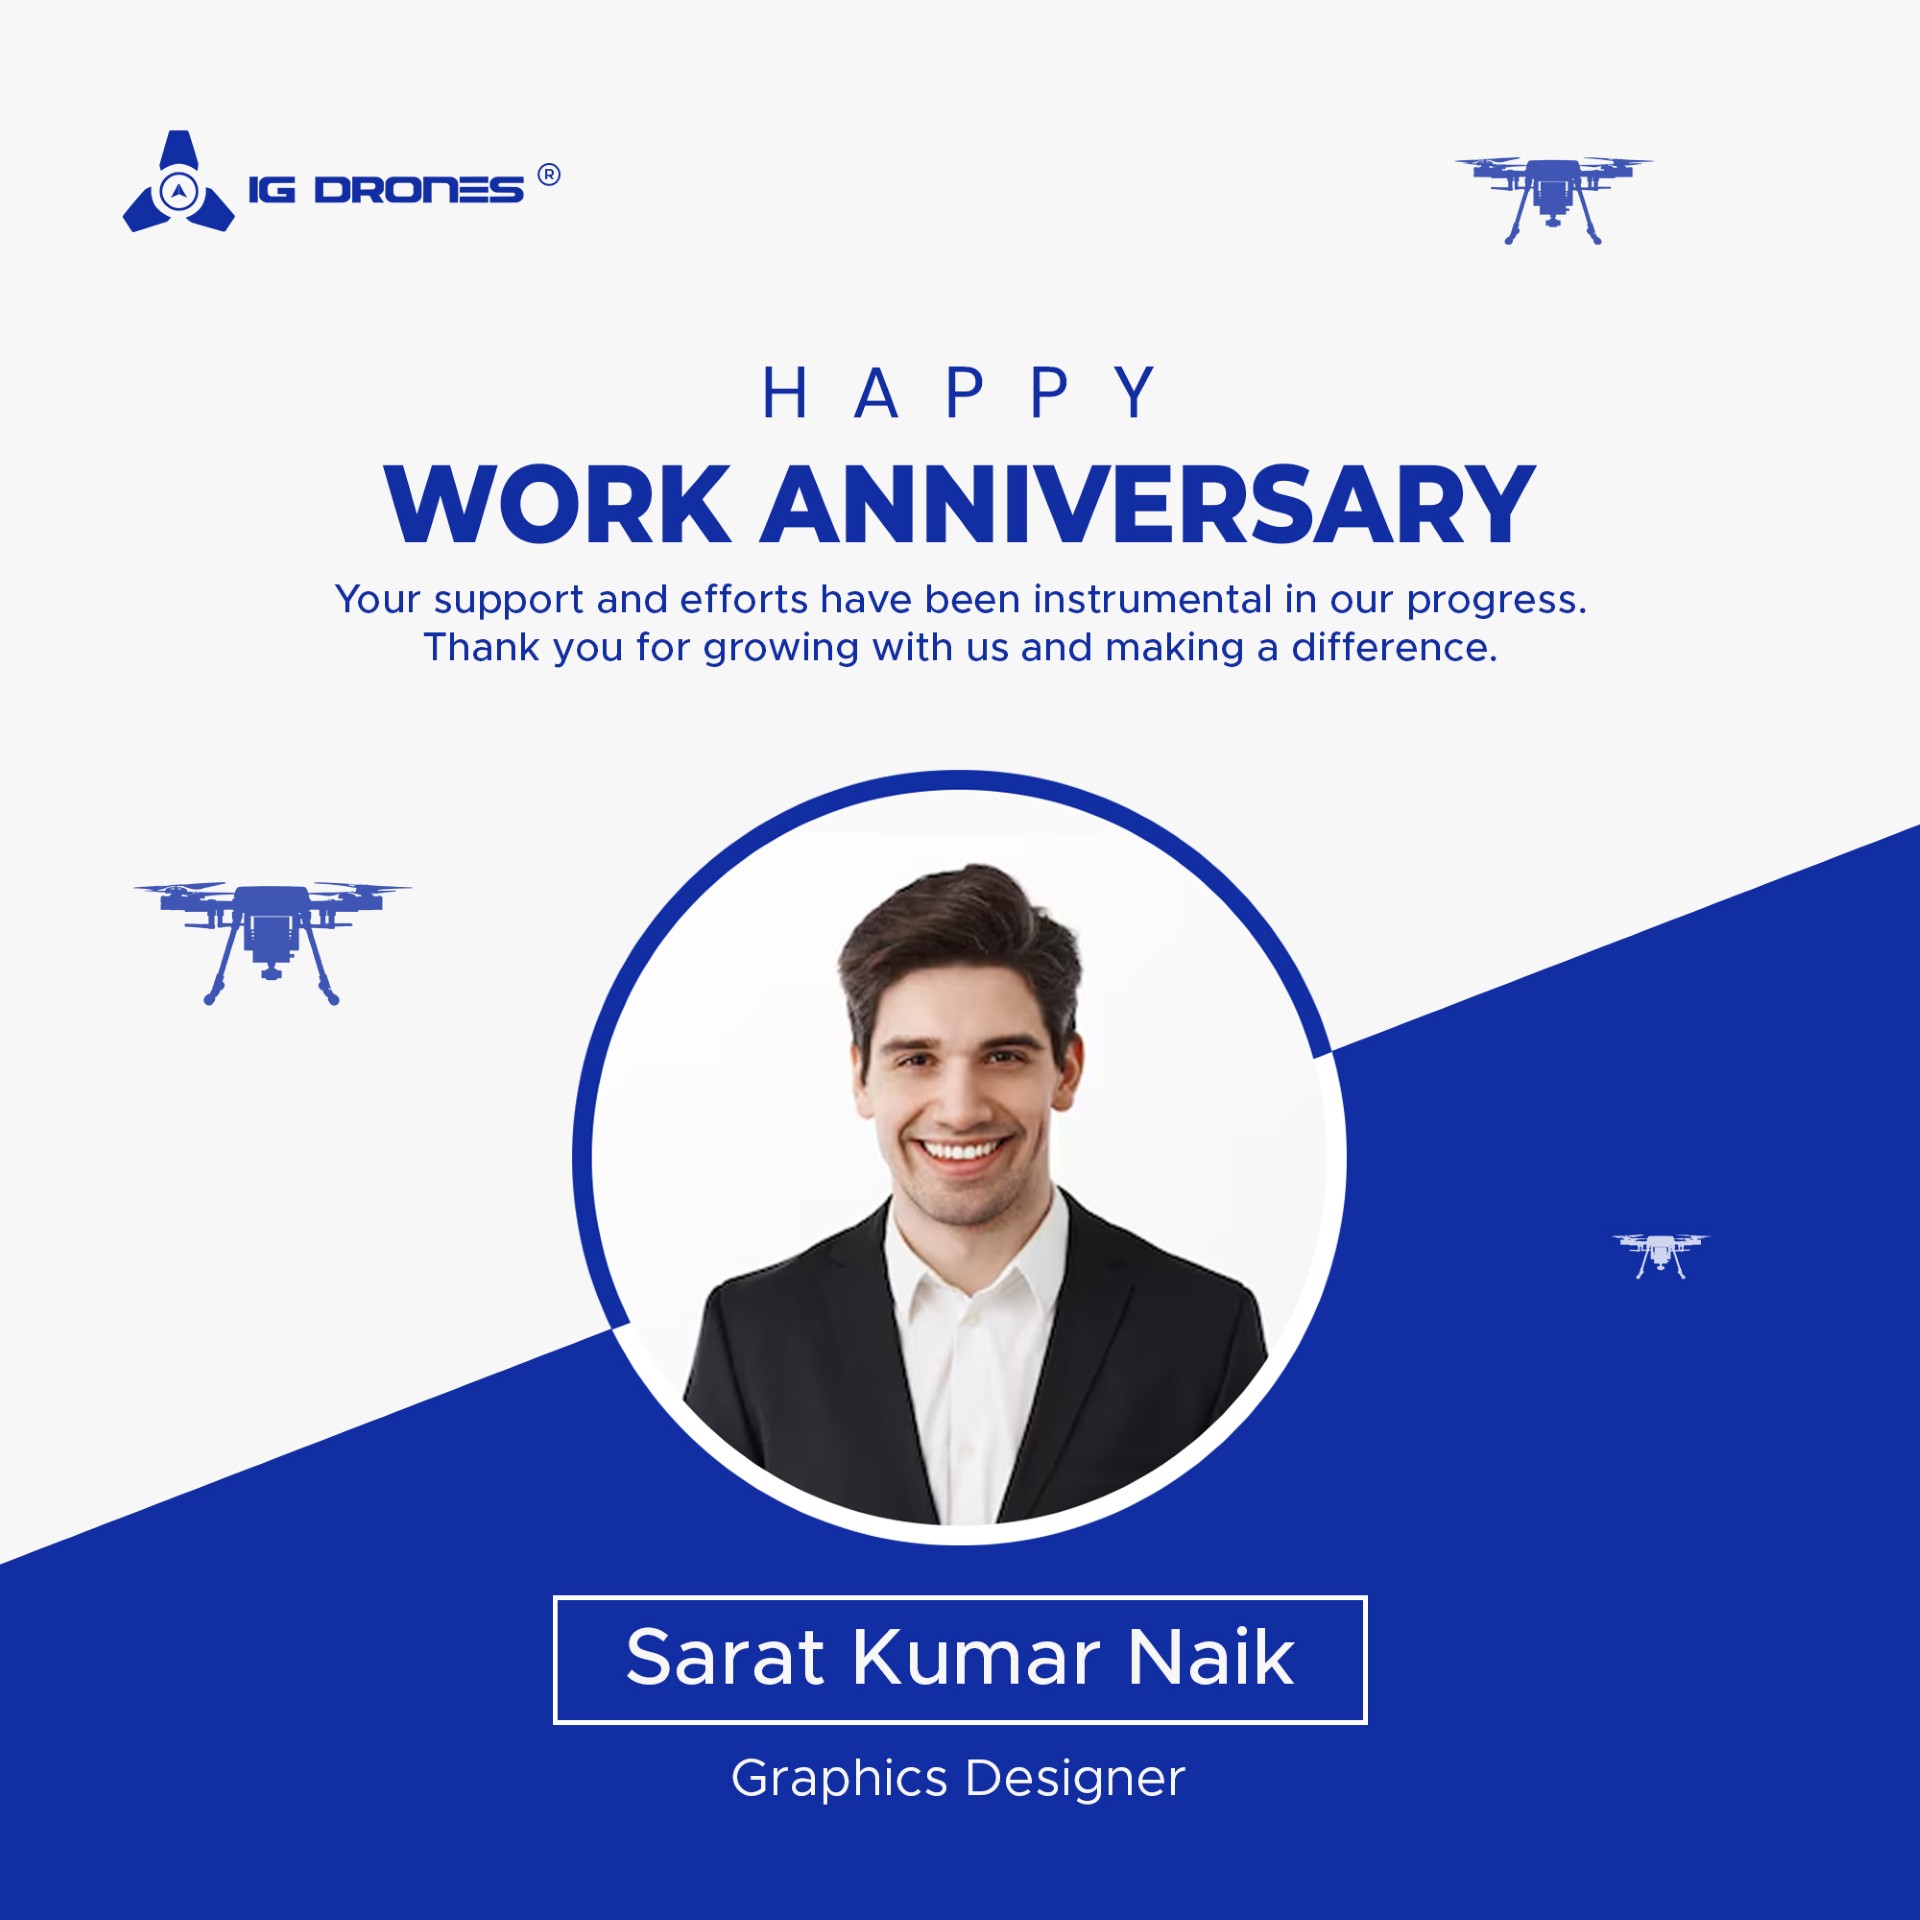 IG DRONES ®
HAPPY
WORK ANNIVERSARY
Your support and efforts have been instrumental in our progress.
Thank you for growing with us and making a difference.
Sarat Kumar Naik
Graphics Designer